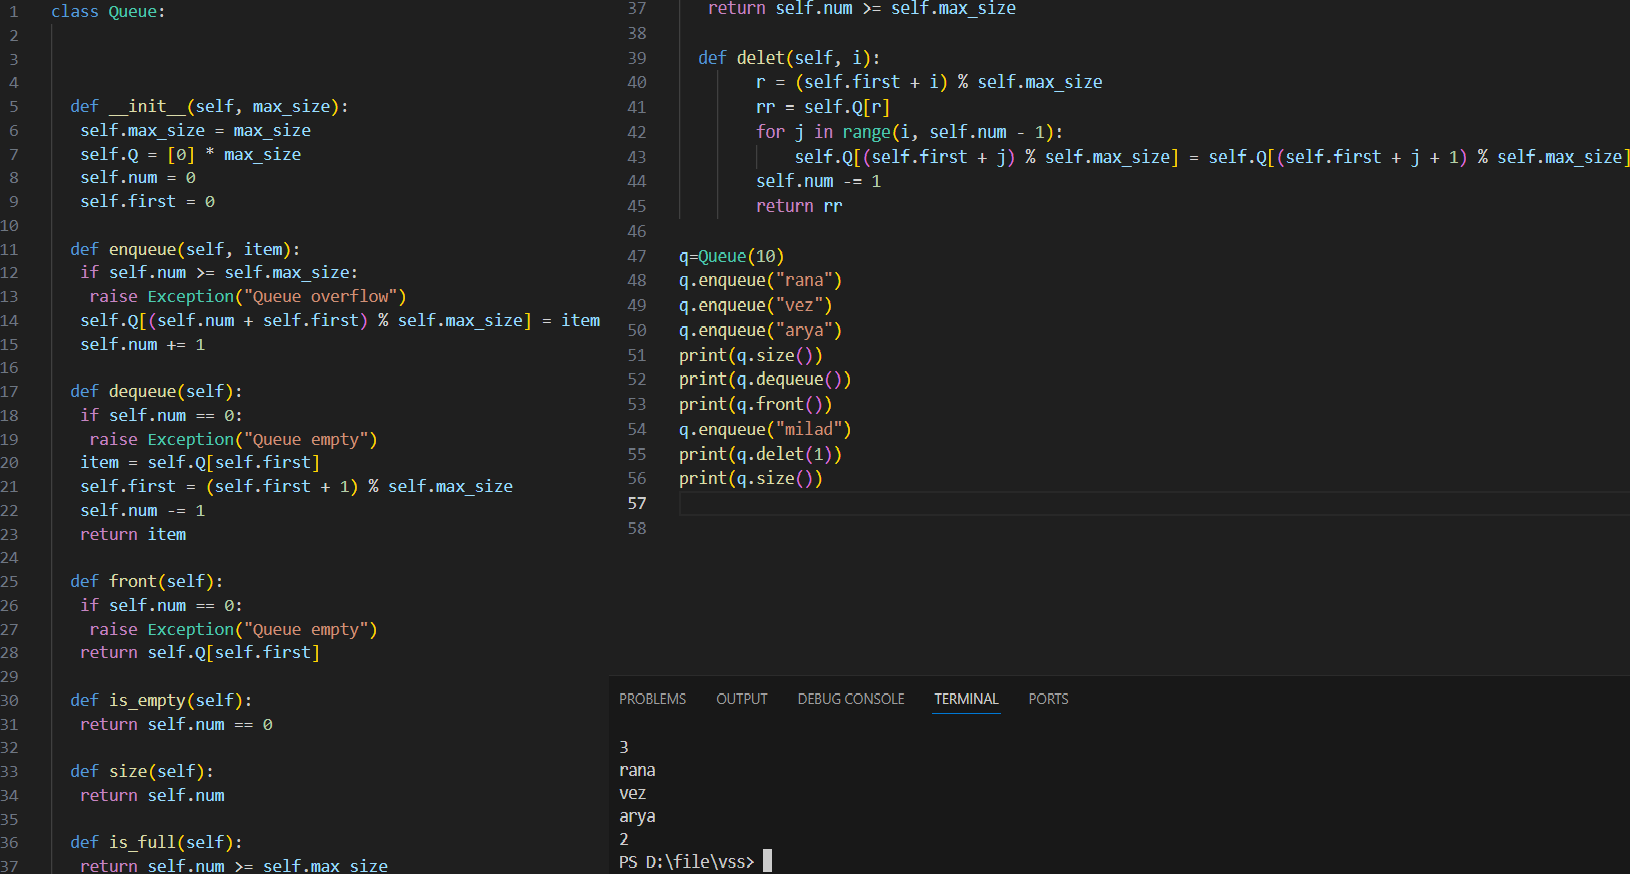 1 class Queue:
2
3
4
5 def __init__(self, max_size):
6 self.max_size = max_size
7 self.Q = [0] * max_size
8 self.num = 0
9 self.first = 0
10
11 def enqueue(self, item):
12 if self.num >= self.max_size:
13 raise Exception("Queue overflow")
14 self.Q[(self.num + self.first) % self.max_size] = item
15 self.num += 1
16
17 def dequeue(self):
18 if self.num == 0:
19 raise Exception("Queue empty")
20 item = self.Q[self.first]
21 self.first = (self.first + 1) % self.max_size
22 self.num -= 1
23 return item
24
25 def front(self):
26 if self.num == 0:
27 raise Exception("Queue empty")
28 return self.Q[self.first]
29
30 def is_empty(self):
31 return self.num == 0
32
33 def size(self):
34 return self.num
35
36 def is_full(self):
37 return self.num >= self.max_size
37 return self.num >= self.max_size
38
39 def delet(self, i):
40 r = (self.first + i) % self.max_size
41 rr = self.Q[r]
42 for j in range(i, self.num - 1):
43 self.Q[(self.first + j) % self.max_size] = self.Q[(self.first + j + 1) % self.max_size]
44 self.num -= 1
45 return rr
46
47 q=Queue(10)
48 q.enqueue("rana")
49 q.enqueue("vez")
50 q.enqueue("arya")
51 print(q.size())
52 print(q.dequeue())
53 print(q.front())
54 q.enqueue("milad")
55 print(q.delet(1))
56 print(q.size())
57
58
PROBLEMS OUTPUT DEBUG CONSOLE TERMINAL PORTS
3
rana
vez
arya
2
PS D:\file\vss>